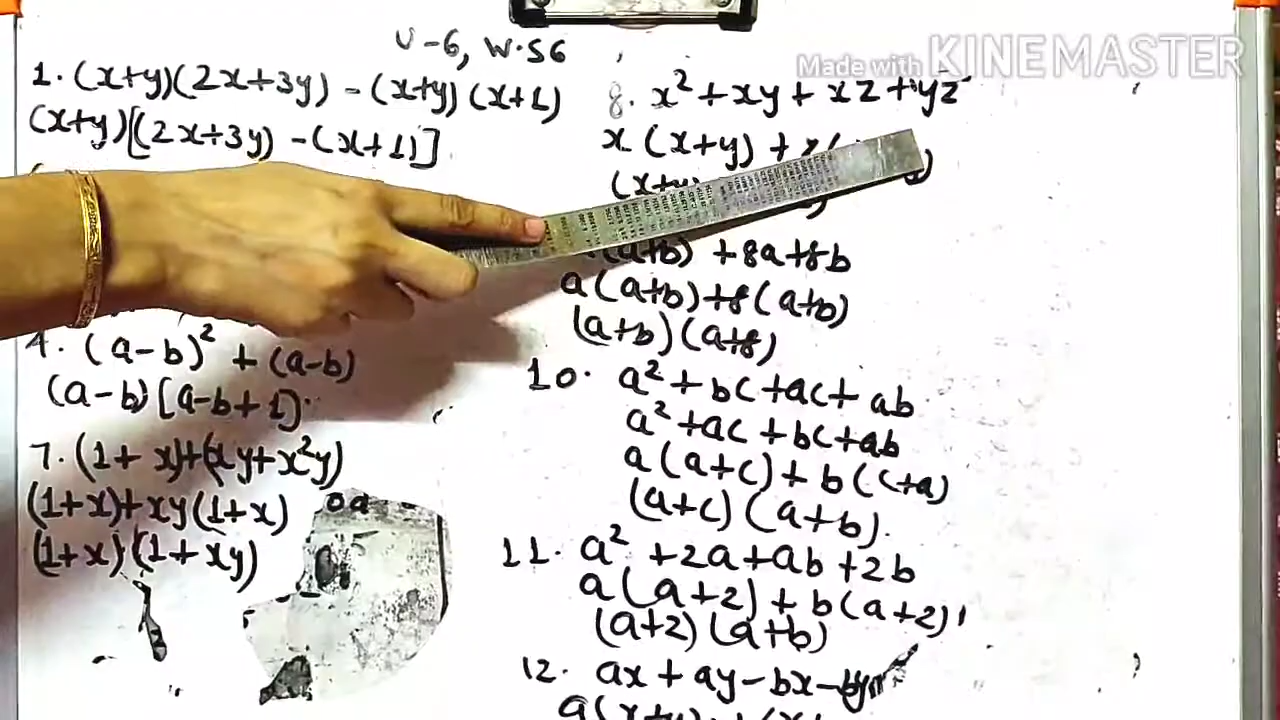 U-6, W.S6
Made with KINEMASTER
1. (x+y)(2x+3y) - (x+y)(x+1)
(x+y)[(2x+3y) - (x+1)]
4. (a-b)² + (a-b)
(a-b)[a-b+1]
7. (1+x)+(xy+x²y)
(1+x)+xy(1+x)
(1+x)(1+xy)
8. x²+xy+xz+yz
x(x+y) +
(x+y
(a+b) +8a+8b
a(a+b)+8(a+b)
(a+b)(a+8)
10. a²+bc+ac+ab
a²+ac+bc+ab
a(a+c)+b(c+a)
(a+c)(a+b).
11. a²+2a+ab+2b
a(a+2)+b(a+2)
(a+2)(a+b)
12. ax+ay-bx-by
a(x+y)